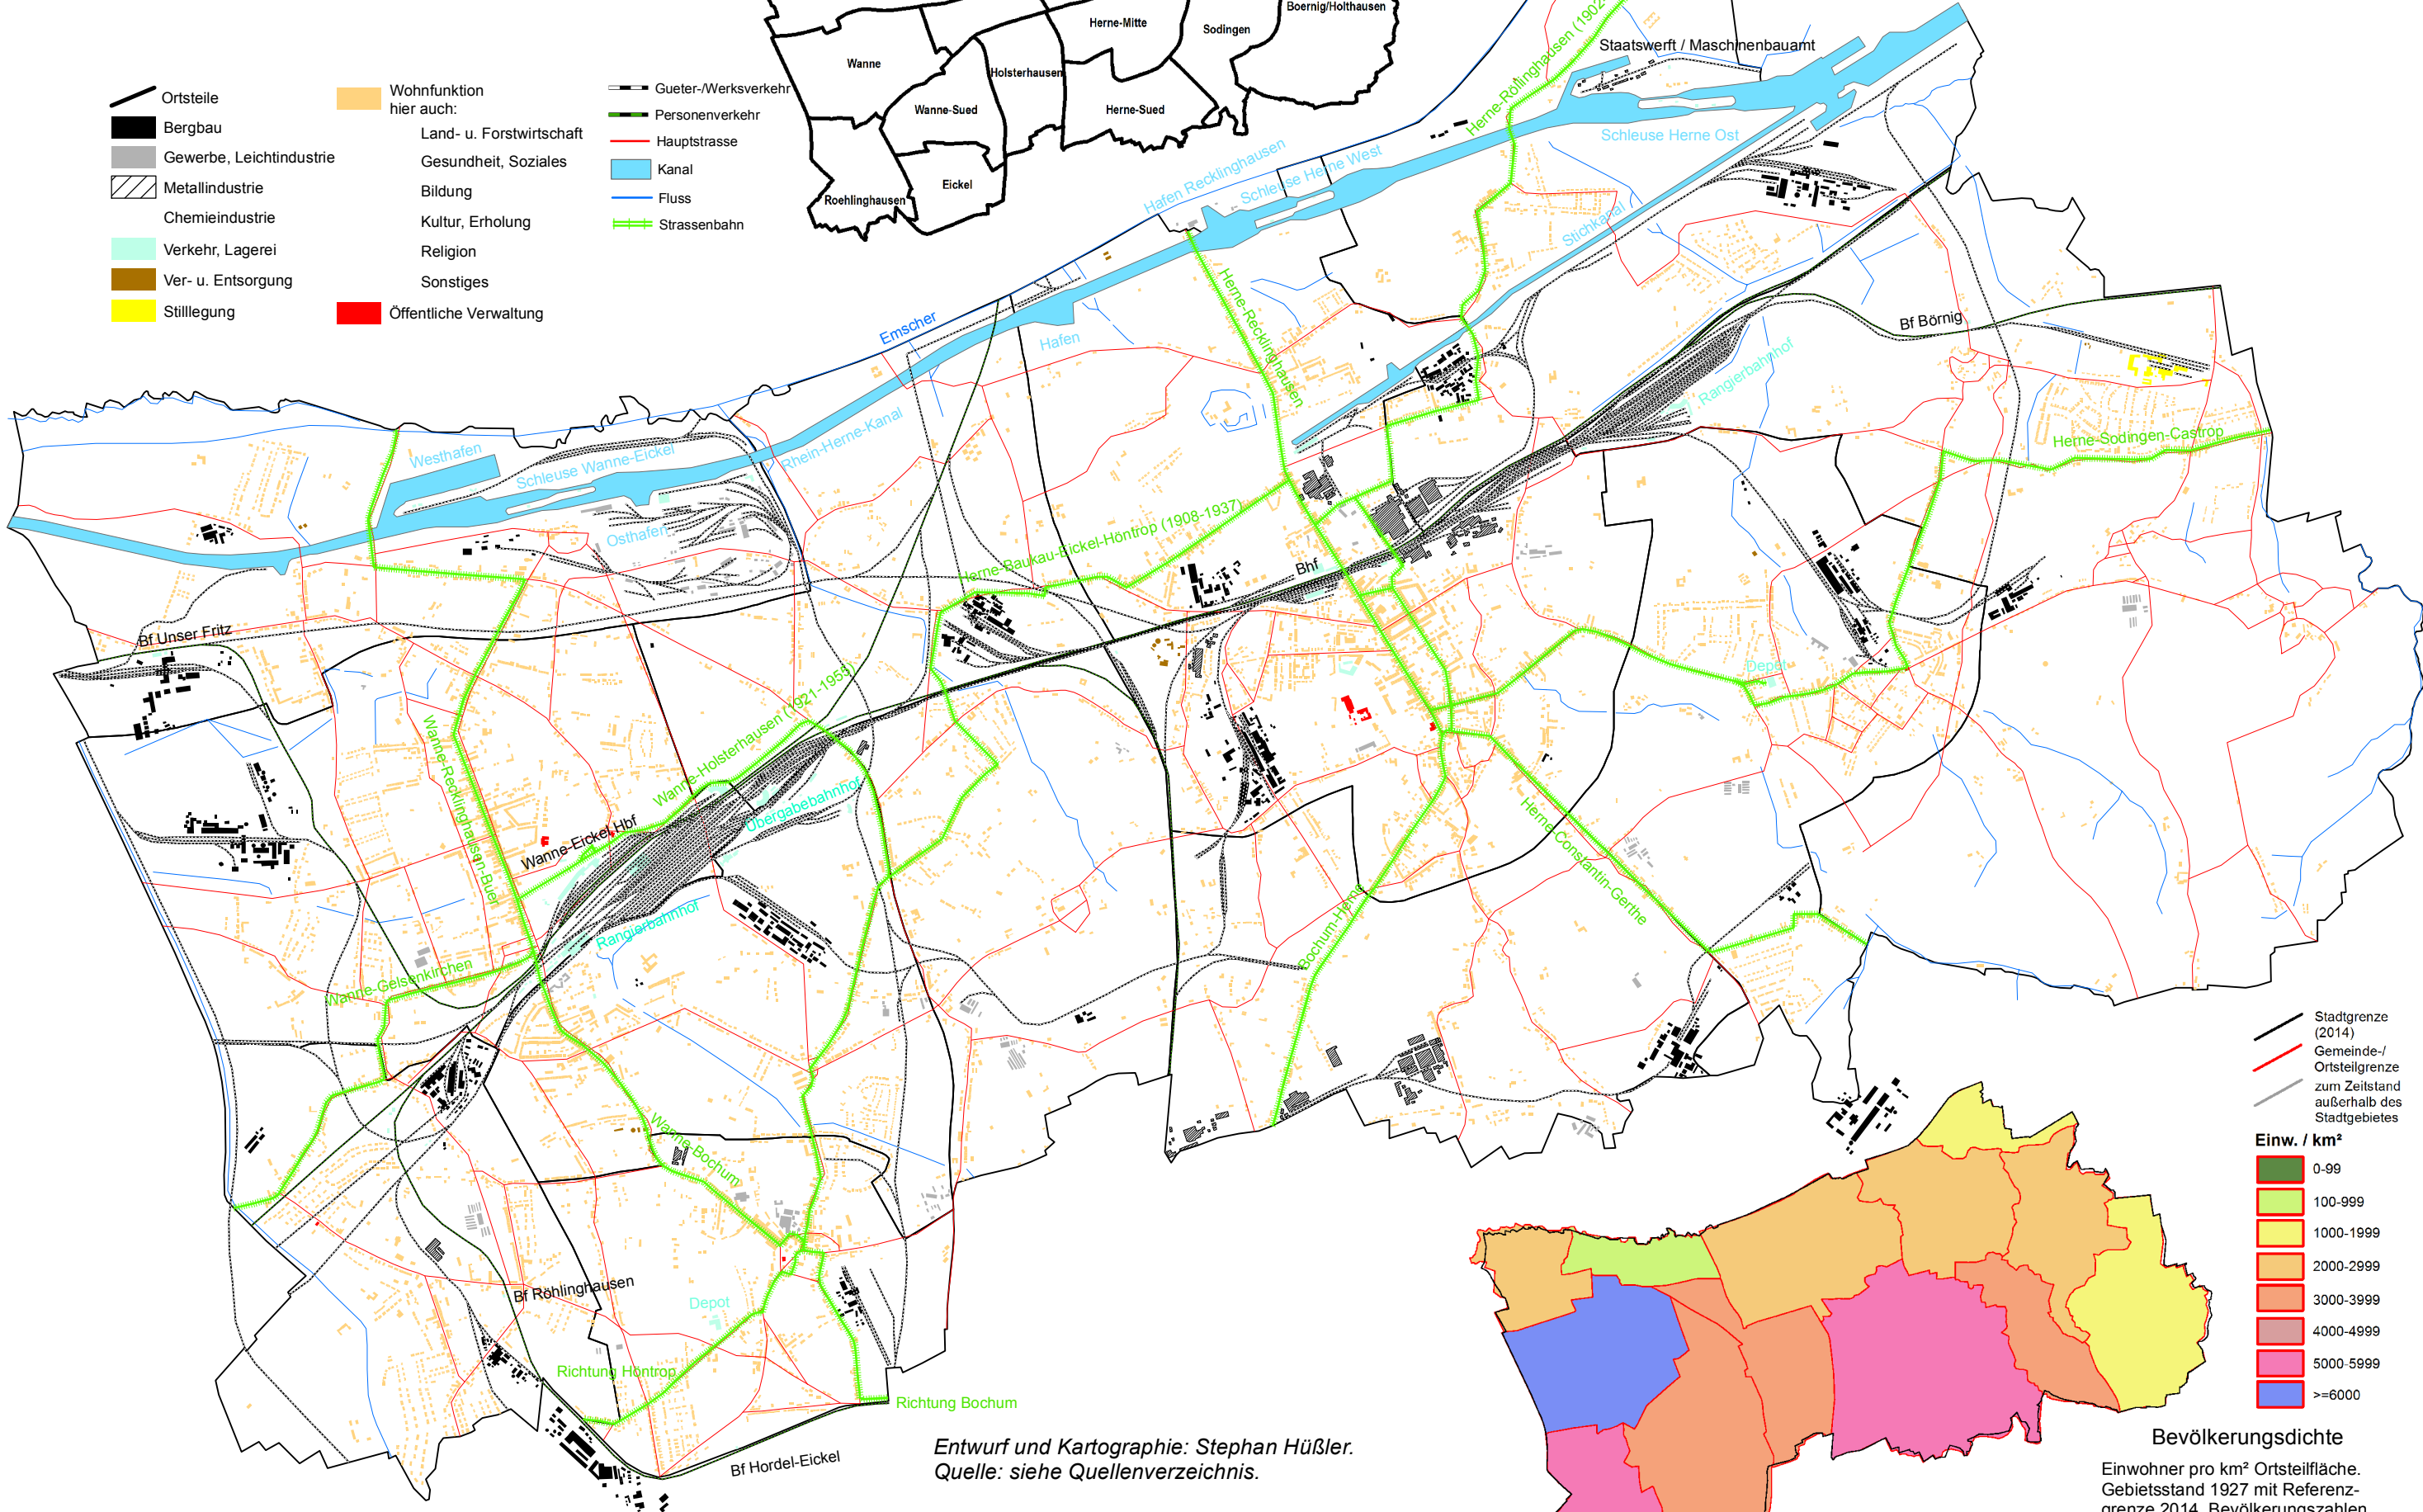 Boernig/Holthausen
Herne-Mitte
Sodingen
Wanne
Holsterhausen
Wanne-Sued
Herne-Sued
Eickel
Roehlinghausen
Ortsteile
Bergbau
Gewerbe, Leichtindustrie
Metallindustrie
Chemieindustrie
Verkehr, Lagerei
Ver- u. Entsorgung
Stilllegung
Wohnfunktion
hier auch:
Land- u. Forstwirtschaft
Gesundheit, Soziales
Bildung
Kultur, Erholung
Religion
Sonstiges
Öffentliche Verwaltung
Gueter-/Werksverkehr
Personenverkehr
Hauptstrasse
Kanal
Fluss
Strassenbahn
Herne-Röllinghausen (1902-
Staatswerft / Maschinenbauamt
Schleuse Herne Ost
Hafen Recklinghausen
Schleuse Herne West
Stichkanal
Herne-Recklinghausen
Emscher
Hafen
Bf Börnig
Rangierbahnhof
Herne-Sodingen-Castrop
Rhein-Herne-Kanal
Westhafen
Schleuse Wanne-Eickel
Osthafen
Herne-Baukau-Eickel-Höntrop (1908-1937)
Bhf
Bf Unser Fritz
Depot
Wanne-Holsterhausen (1921-1955)
Wanne-Recklinghausen-Buer
Übergabebahnhof
Wanne-Eickel Hbf
Herne-Constantin-Gerthe
Rangierbahnhof
Bochum-Herne
Wanne-Gelsenkirchen
Wanne-Bochum
Bf Röhlinghausen
Depot
Richtung Höntrop
Richtung Bochum
Bf Hordel-Eickel
Entwurf und Kartographie: Stephan Hüßler.
Quelle: siehe Quellenverzeichnis.
Stadtgrenze
(2014)
Gemeinde-/
Ortsteilgrenze
zum Zeitstand
außerhalb des
Stadtgebietes
Einw. / km²
0-99
100-999
1000-1999
2000-2999
3000-3999
4000-4999
5000-5999
>=6000
Bevölkerungsdichte
Einwohner pro km² Ortsteilfläche.
Gebietsstand 1927 mit Referenz-
grenze 2014. Bevölkerungszahlen